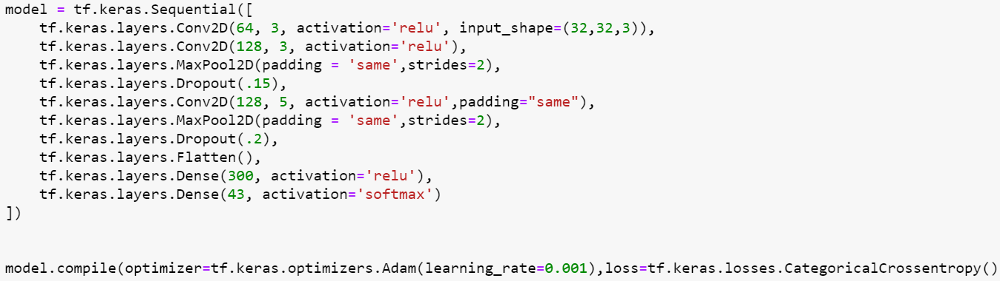 model = tf.keras.Sequential([
    tf.keras.layers.Conv2D(64, 3, activation='relu', input_shape=(32,32,3)),
    tf.keras.layers.Conv2D(128, 3, activation='relu'),
    tf.keras.layers.MaxPool2D(padding = 'same',strides=2),
    tf.keras.layers.Dropout(.15),
    tf.keras.layers.Conv2D(128, 5, activation='relu',padding="same"),
    tf.keras.layers.MaxPool2D(padding = 'same',strides=2),
    tf.keras.layers.Dropout(.2),
    tf.keras.layers.Flatten(),
    tf.keras.layers.Dense(300, activation='relu'),
    tf.keras.layers.Dense(43, activation='softmax')
])
model.compile(optimizer=tf.keras.optimizers.Adam(learning_rate=0.001),loss=tf.keras.losses.CategoricalCrossentropy()